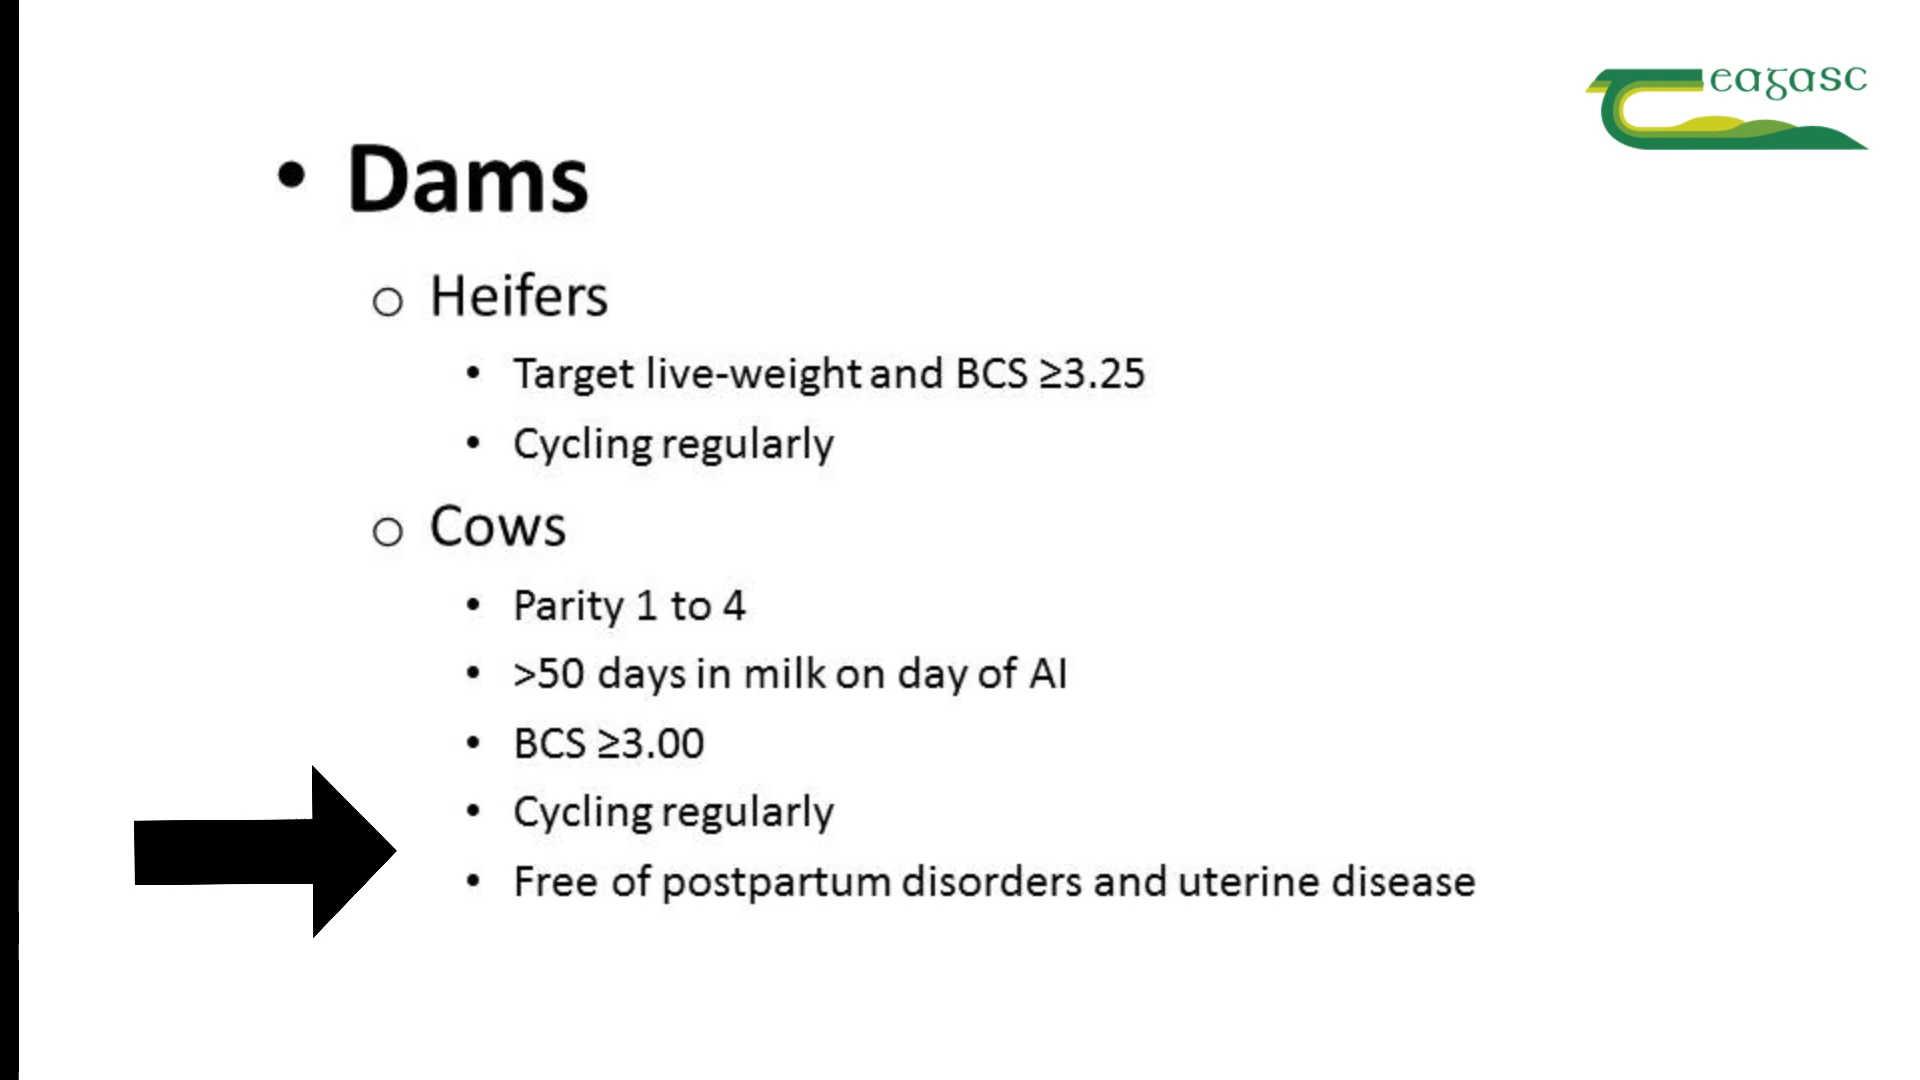 eagasc
• Dams
o Heifers
• Target live-weight and BCS ≥3.25
• Cycling regularly
o Cows
• Parity 1 to 4
• >50 days in milk on day of AI
• BCS ≥3.00
• Cycling regularly
• Free of postpartum disorders and uterine disease